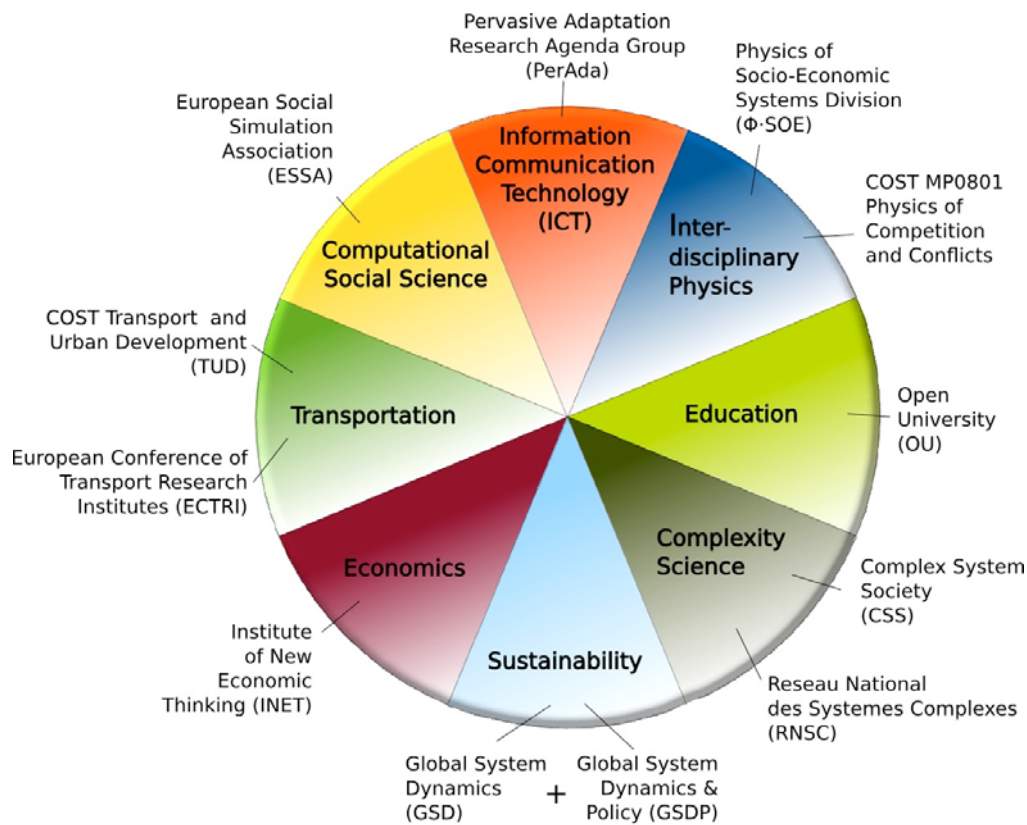 Pervasive Adaptation
Research Agenda Group
(PerAda)
Physics of
Socio-Economic
Systems Division
(Φ·SOE)
European Social
Simulation
Association
(ESSA)
Information
Communication
Technology
(ICT)
COST MP0801
Physics of
Competition
and Conflicts
Inter-
disciplinary
Physics
Computational
Social Science
COST Transport and
Urban Development
(TUD)
Transportation
Education
Open
University
(OU)
European Conference of
Transport Research
Institutes (ECTRI)
Economics
Complexity
Science
Complex System
Society
(CSS)
Institute
of New
Economic
Thinking (INET)
Sustainability
Reseau National
des Systemes Complexes
(RNSC)
Global System
Dynamics
(GSD)
+
Global System
Dynamics &
Policy (GSDP)